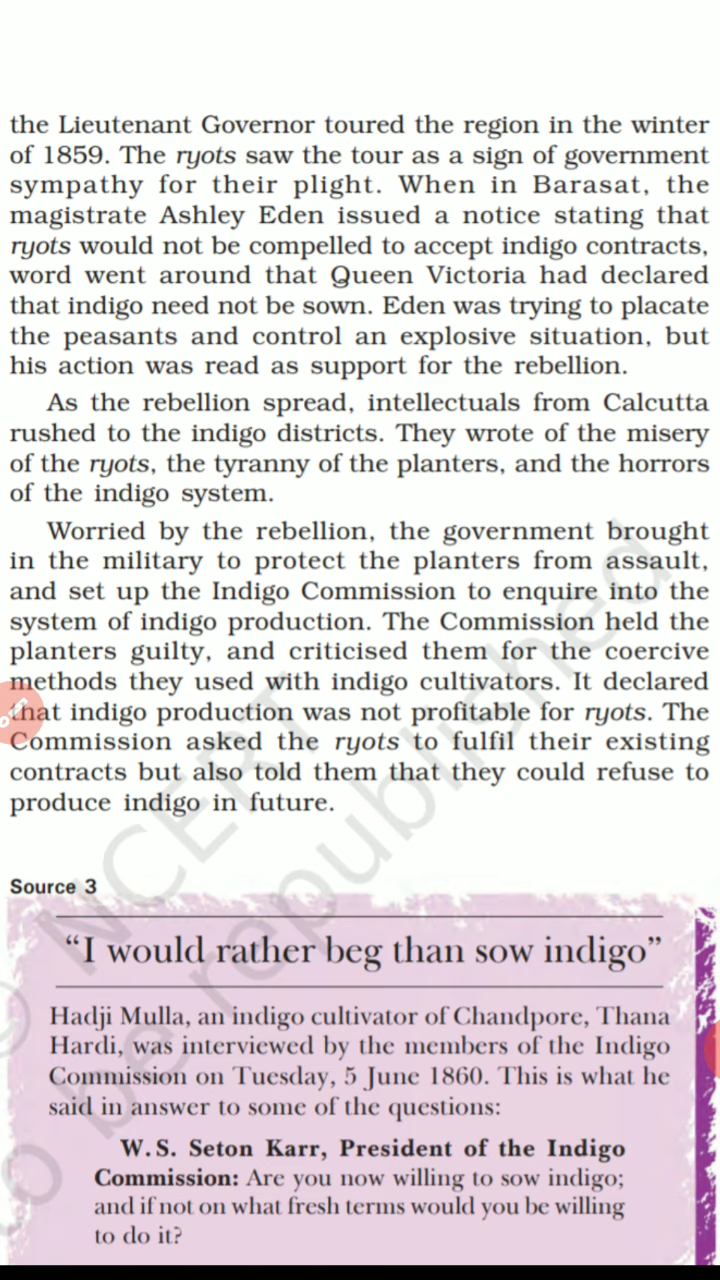 the Lieutenant Governor toured the region in the winter
of 1859. The ryots saw the tour as a sign of government
sympathy for their plight. When in Barasat, the
magistrate Ashley Eden issued a notice stating that
ryots would not be compelled to accept indigo contracts,
word went around that Queen Victoria had declared
that indigo need not be sown. Eden was trying to placate
the peasants and control an explosive situation, but
his action was read as support for the rebellion.
As the rebellion spread, intellectuals from Calcutta
rushed to the indigo districts. They wrote of the misery
of the ryots, the tyranny of the planters, and the horrors
of the indigo system.
Worried by the rebellion, the government brought
in the military to protect the planters from assault,
and set up the Indigo Commission to enquire into the
system of indigo production. The Commission held the
planters guilty, and criticised them for the coercive
methods they used with indigo cultivators. It declared
that indigo production was not profitable for ryots. The
Commission asked the ryots to fulfil their existing
contracts but also told them that they could refuse to
produce indigo in future.
© NCERT
to be republished
Source 3
“I would rather beg than sow indigo”
Hadji Mulla, an indigo cultivator of Chandpore, Thana
Hardi, was interviewed by the members of the Indigo
Commission on Tuesday, 5 June 1860. This is what he
said in answer to some of the questions:
W.S. Seton Karr, President of the Indigo
Commission: Are you now willing to sow indigo;
and if not on what fresh terms would you be willing
to do it?